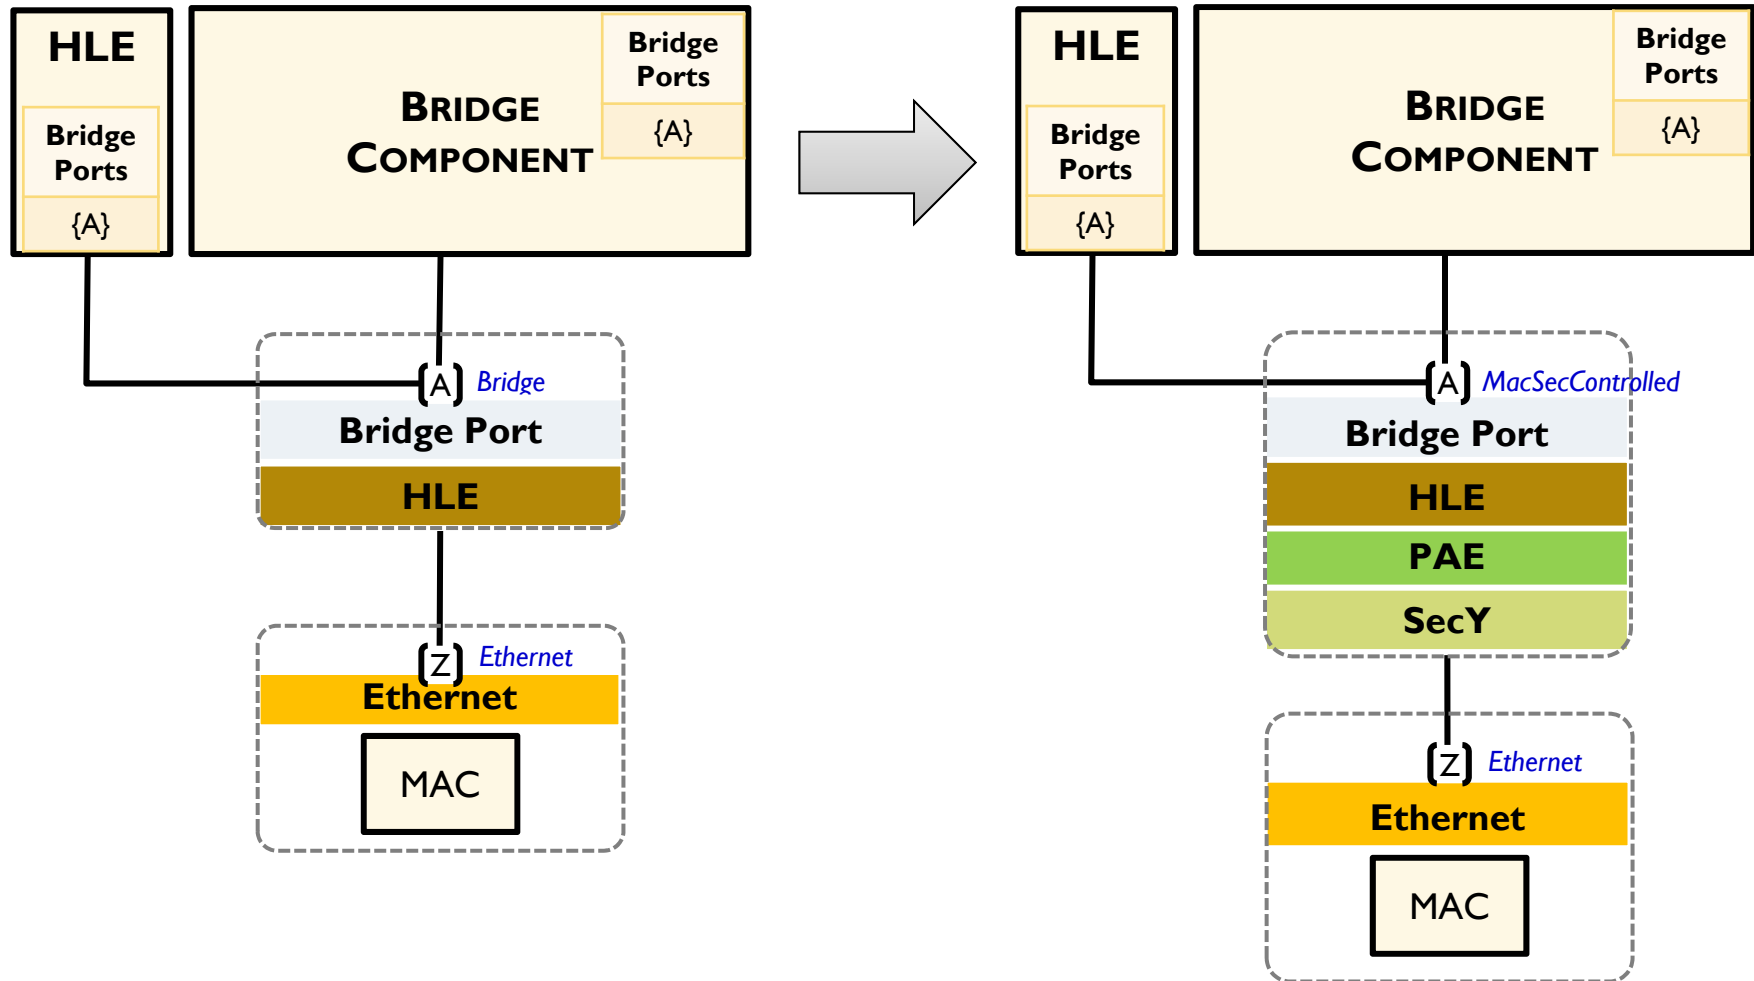 HLE
Bridge
Ports
{A}
BRIDGE
COMPONENT
Bridge
Ports
{A}
[A]
Bridge
Bridge Port
HLE
[Z]
Ethernet
Ethernet
MAC
HLE
Bridge
Ports
{A}
BRIDGE
COMPONENT
Bridge
Ports
{A}
[A]
MacSecControlled
Bridge Port
HLE
PAE
SecY
[Z]
Ethernet
Ethernet
MAC